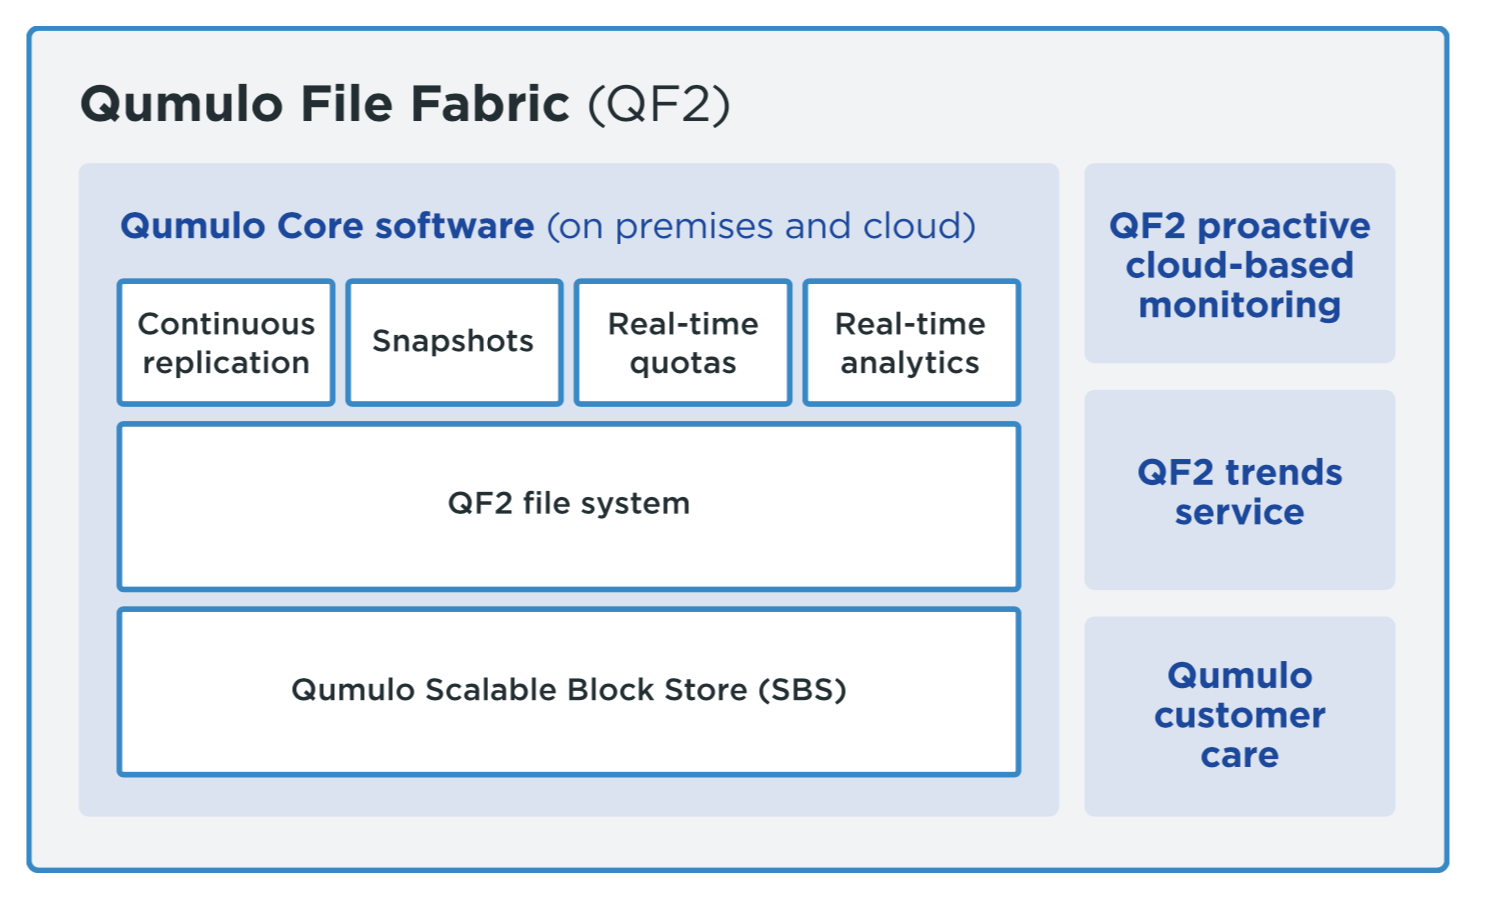 Qumulo File Fabric (QF2)
Qumulo Core software (on premises and cloud)
Continuous
replication
Snapshots
Real-time
quotas
Real-time
analytics
QF2 file system
Qumulo Scalable Block Store (SBS)
QF2 proactive
cloud-based
monitoring
QF2 trends
service
Qumulo
customer
care